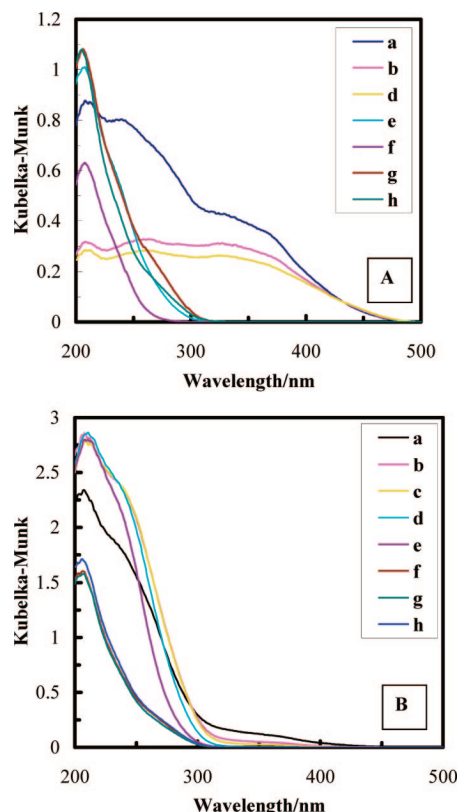 1.2
1
0.8
0.6
0.4
0.2
0
Kubelka-Munk
a
b
d
e
f
g
h
A
200
300
400
500
Wavelength/nm
3
2.5
2
1.5
1
0.5
0
Kubelka-Munk
a
b
c
d
e
f
g
h
B
200
300
400
500
Wavelength/nm